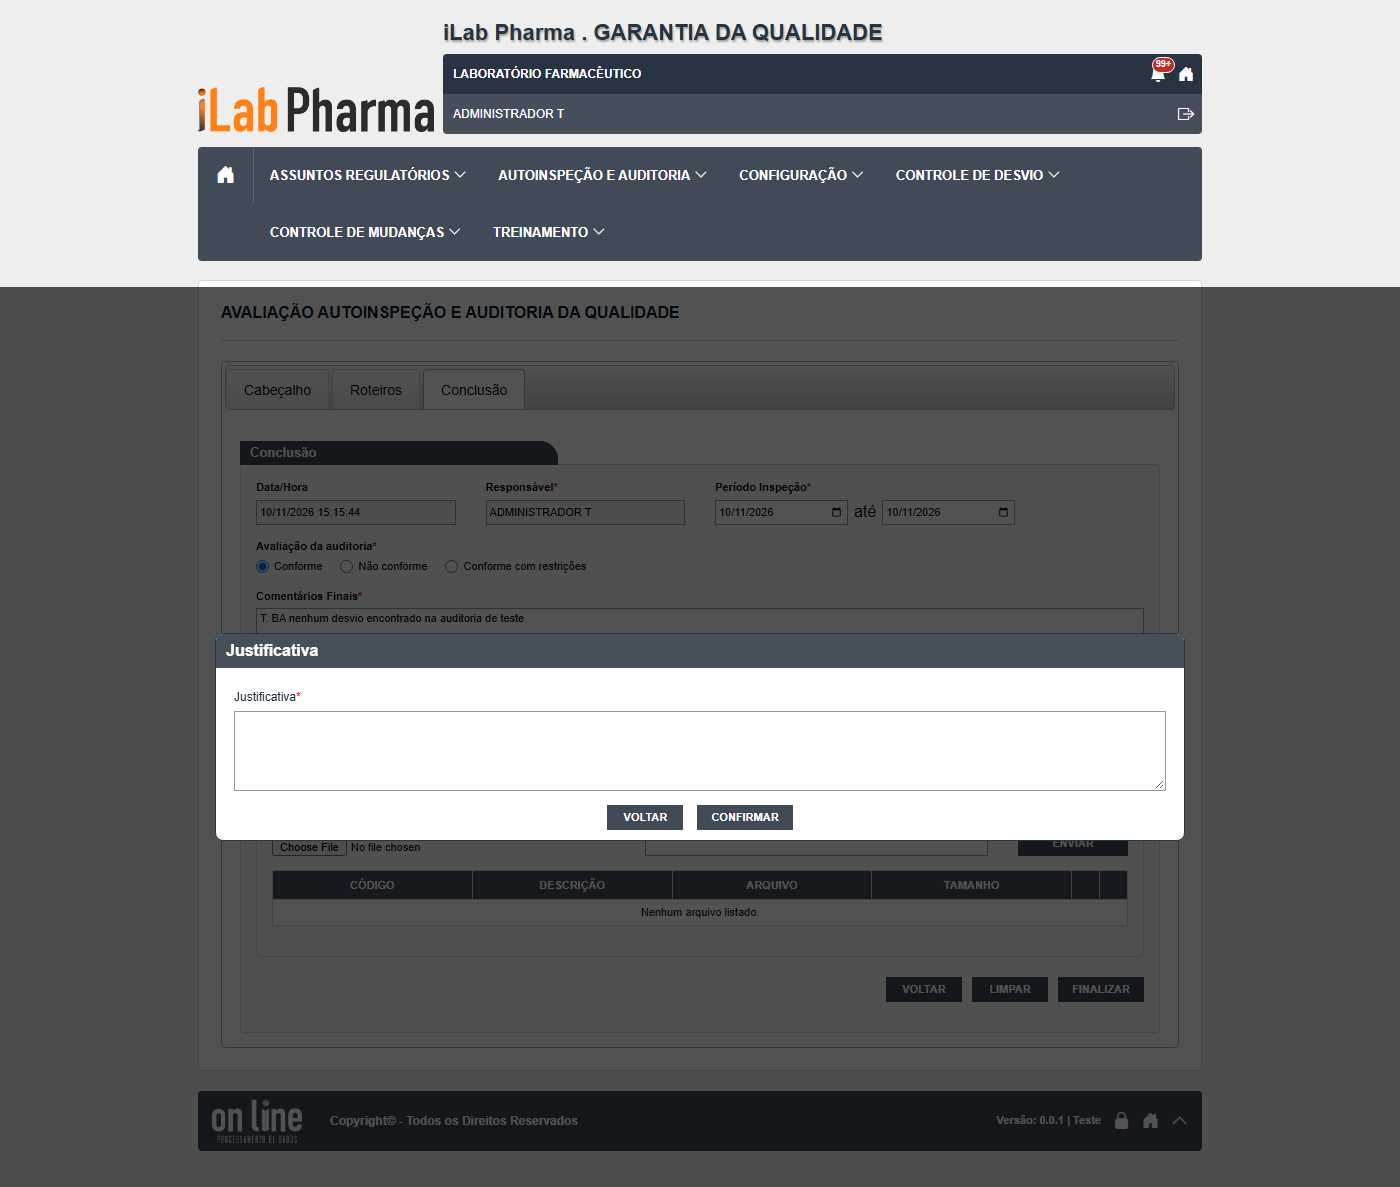 iLab Pharma . GARANTIA DA QUALIDADE
LABORATÓRIO FARMACÊUTICO
99+
iLab Pharma
ADMINISTRADOR T
ASSUNTOS REGULATÓRIOS
AUTOINSPEÇÃO E AUDITORIA
CONFIGURAÇÃO
CONTROLE DE DESVIO
CONTROLE DE MUDANÇAS
TREINAMENTO
AVALIAÇÃO AUTOINSPEÇÃO E AUDITORIA DA QUALIDADE
Cabeçalho
Roteiros
Conclusão
Conclusão
Data/Hora
Responsável*
Período Inspeção*
10/11/2026 15:15:44
ADMINISTRADOR T
10/11/2026
até
10/11/2026
Avaliação da auditoria*
Conforme
Não conforme
Conforme com restrições
Comentários Finais*
T. BA nenhum desvio encontrado na auditoria de teste
Justificativa
Justificativa*
VOLTAR
CONFIRMAR
Choose File No file chosen
ENVIAR
CÓDIGO
DESCRIÇÃO
ARQUIVO
TAMANHO
Nenhum arquivo listado.
VOLTAR
LIMPAR
FINALIZAR
on line
PROCESSAMENTO DE DADOS
Copyright© - Todos os Direitos Reservados
Versão: 0.0.1 | Teste